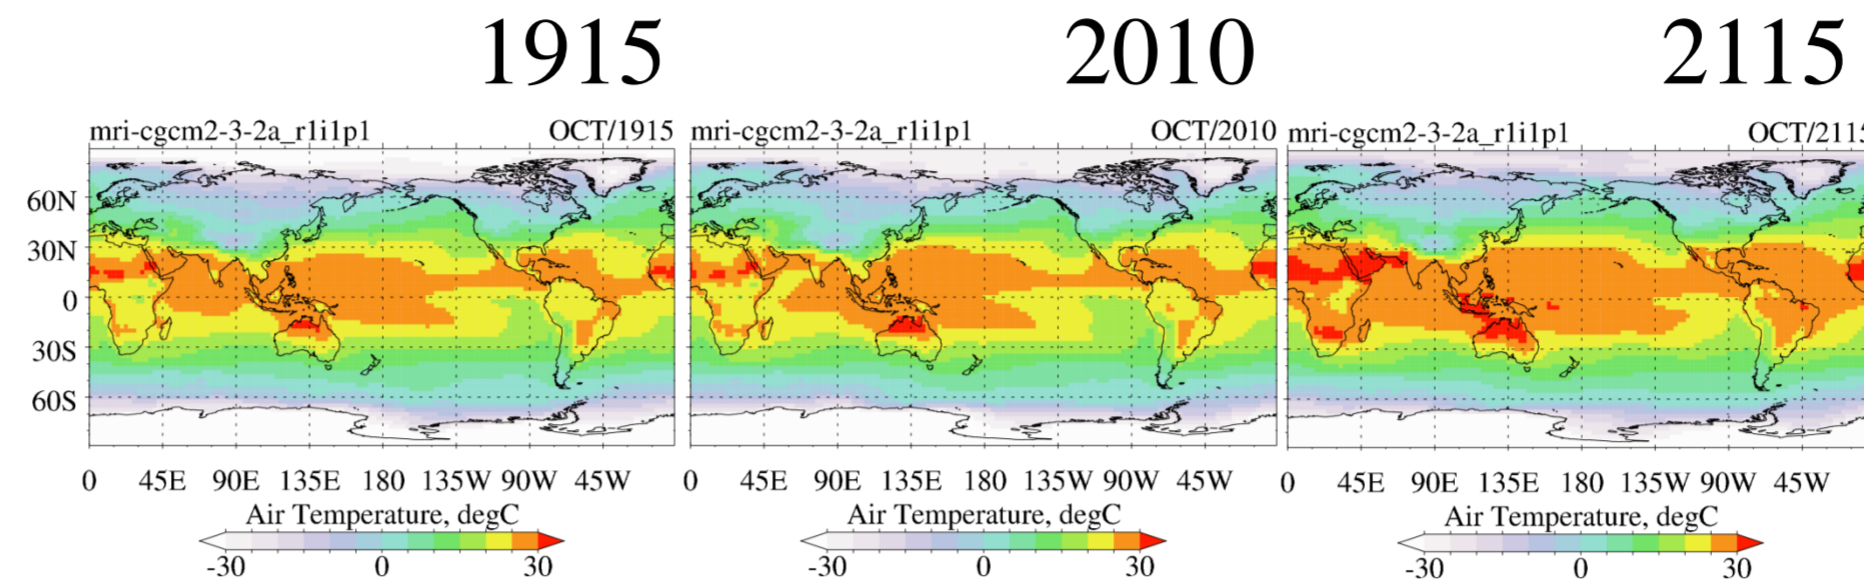 1915
2010
2115
mri-cgcm2-3-2a_r1i1p1 OCT/1915
mri-cgcm2-3-2a_r1i1p1 OCT/2010
mri-cgcm2-3-2a_r1i1p1 OCT/2115
60N
30N
0
30S
60S
0 45E 90E 135E 180 135W 90W 45W
0 45E 90E 135E 180 135W 90W 45W
0 45E 90E 135E 180 135W 90W 45W
Air Temperature, degC
Air Temperature, degC
Air Temperature, degC
-30 0 30
-30 0 30
-30 0 30